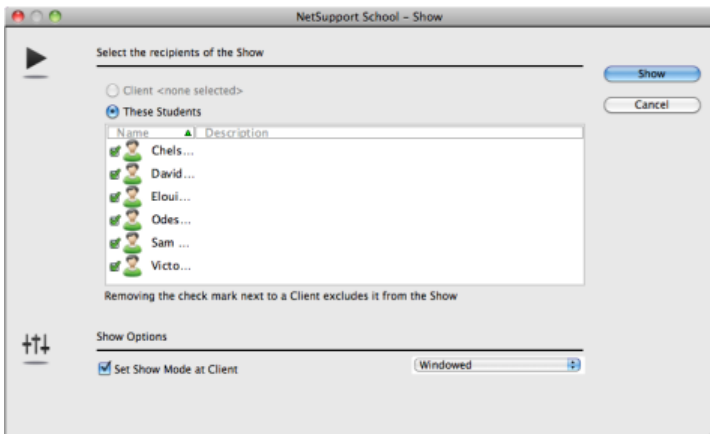 NetSupport School – Show
Select the recipients of the Show
Show
Client <none selected>
Cancel
These Students
Name Description
Chels...
David...
Eloui...
Odes...
Sam ...
Victo...
Removing the check mark next to a Client excludes it from the Show
Show Options
Set Show Mode at Client
Windowed